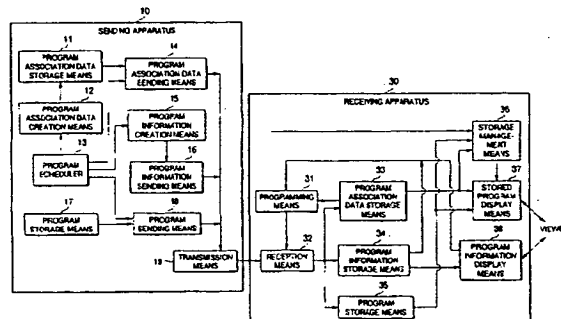 10
SENDING APPARATUS
11
PROGRAM
ASSOCIATION DATA
STORAGE MEANS
14
PROGRAM
ASSOCIATION DATA
SENDING MEANS
12
PROGRAM
ASSOCIATION DATA
CREATION MEANS
15
PROGRAM
INFORMATION
CREATION MEANS
13
PROGRAM
SCHEDULER
16
PROGRAM
INFORMATION
SENDING MEANS
17
PROGRAM
STORAGE MEANS
18
PROGRAM
SENDING MEANS
19
TRANSMISSION
MEANS
30
RECEIVING APPARATUS
36
STORAGE
MANAGE-
MENT
MEANS
31
PROGRAMMING
MEANS
33
PROGRAM
ASSOCIATION
DATA STORAGE
MEANS
37
STORED
PROGRAM
DISPLAY
MEANS
32
RECEPTION
MEANS
34
PROGRAM
INFORMATION
STORAGE MEANS
38
PROGRAM
INFORMATION
DISPLAY
MEANS
VIEWER
35
PROGRAM
STORAGE MEANS